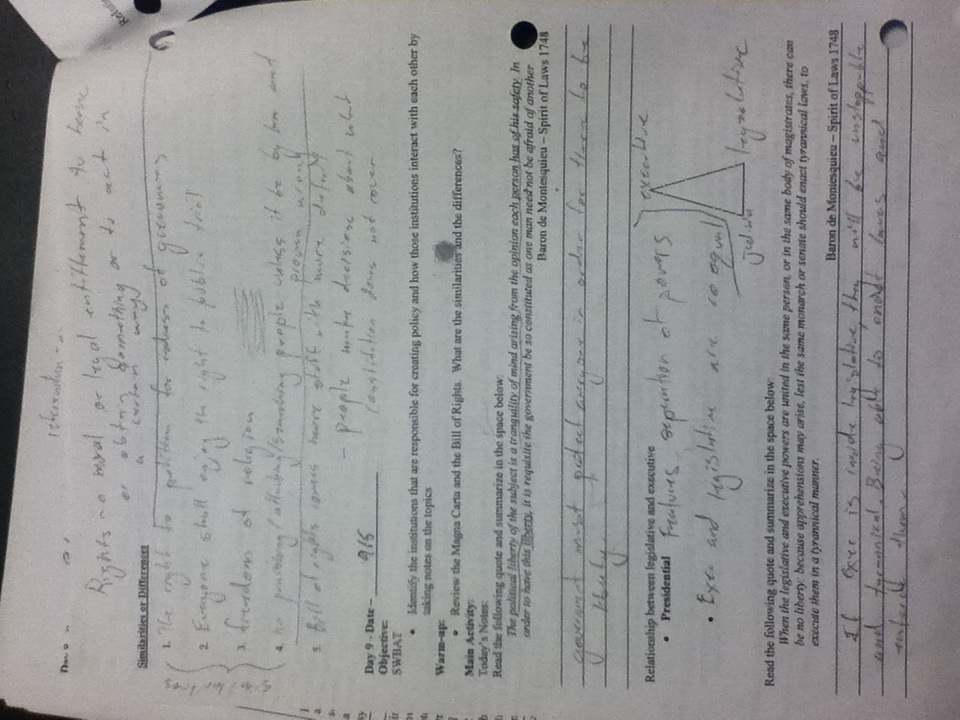 Rights - a moral or legal entitlement to have
or obtain something or to act in
a certain way
Similarities or Differences
similarities
1. The right to petition for redress of
2. Everyone shall enjoy the right to public trial
3. freedom of religion
4. no punishing / / searching people unless it be by law and
proven wrong
5. Bill of rights covers more stuff with more detail
- people make decisions about what
constitution does not cover
Day 9 - Date – 9/5
Objective:
SWBAT
• Identify the institutions that are responsible for creating policy and how those institutions interact with each other by
taking notes on the topics
Warm-up:
• Review the Magna Carta and the Bill of Rights. What are the similarities and the differences?
Main Activity:
Today's Notes:
Read the following quote and summarize in the space below:
The political liberty of the subject is a tranquility of mind arising from the opinion each person has of his safety. In
order to have this liberty, it is requisite the government be so constituted as one man need not be afraid of another
Baron de Montesquieu – Spirit of Laws 1748
government must protect everyone in order for there to be
liberty.
Relationship between legislative and executive
executive
• Presidential Features separation of powers
• Exec and legislative are coequal
legislative
Read the following quote and summarize in the space below:
When the legislative and executive powers are united in the same person, or in the same body of magistrates, there can
be no liberty: because apprehensions may arise, lest the same monarch or senate should enact tyrannical laws, to
execute them in a tyrannical manner.
Baron de Montesquieu – Spirit of Laws 1748
If exec is inside legislative, they will be unstoppable
and tyrannical. Being able to enact laws and
enforce them.